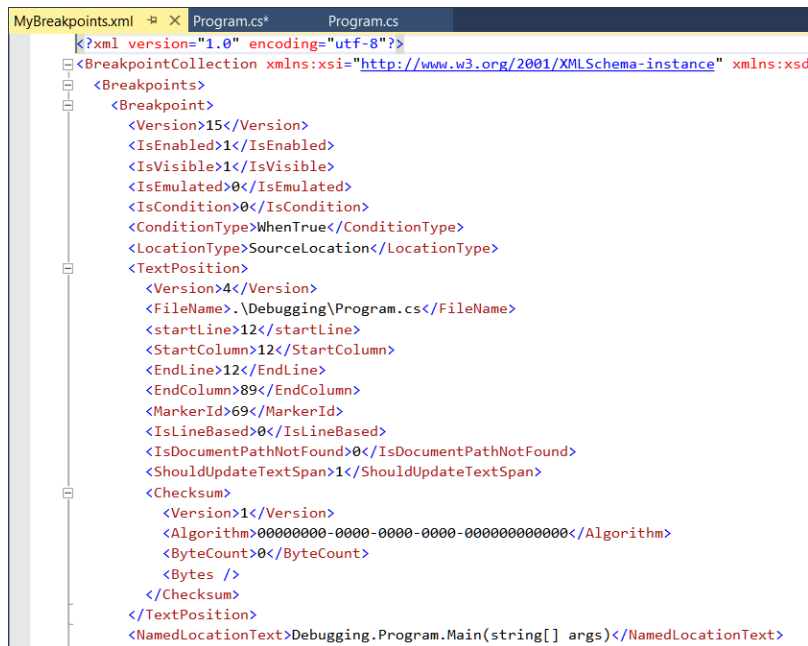 MyBreakpoints.xml Program.cs* Program.cs
<?xml version="1.0" encoding="utf-8"?>
<BreakpointCollection xmlns:xsi="http://www.w3.org/2001/XMLSchema-instance" xmlns:xsd
<Breakpoints>
<Breakpoint>
<Version>15</Version>
<IsEnabled>1</IsEnabled>
<IsVisible>1</IsVisible>
<IsEmulated>0</IsEmulated>
<IsCondition>0</IsCondition>
<ConditionType>WhenTrue</ConditionType>
<LocationType>SourceLocation</LocationType>
<TextPosition>
<Version>4</Version>
<FileName>.\Debugging\Program.cs</FileName>
<startLine>12</startLine>
<StartColumn>12</StartColumn>
<EndLine>12</EndLine>
<EndColumn>89</EndColumn>
<MarkerId>69</MarkerId>
<IsLineBased>0</IsLineBased>
<IsDocumentPathNotFound>0</IsDocumentPathNotFound>
<ShouldUpdateTextSpan>1</ShouldUpdateTextSpan>
<Checksum>
<Version>1</Version>
<Algorithm>00000000-0000-0000-0000-000000000000</Algorithm>
<ByteCount>0</ByteCount>
<Bytes />
</Checksum>
</TextPosition>
<NamedLocationText>Debugging.Program.Main(string[] args)</NamedLocationText>